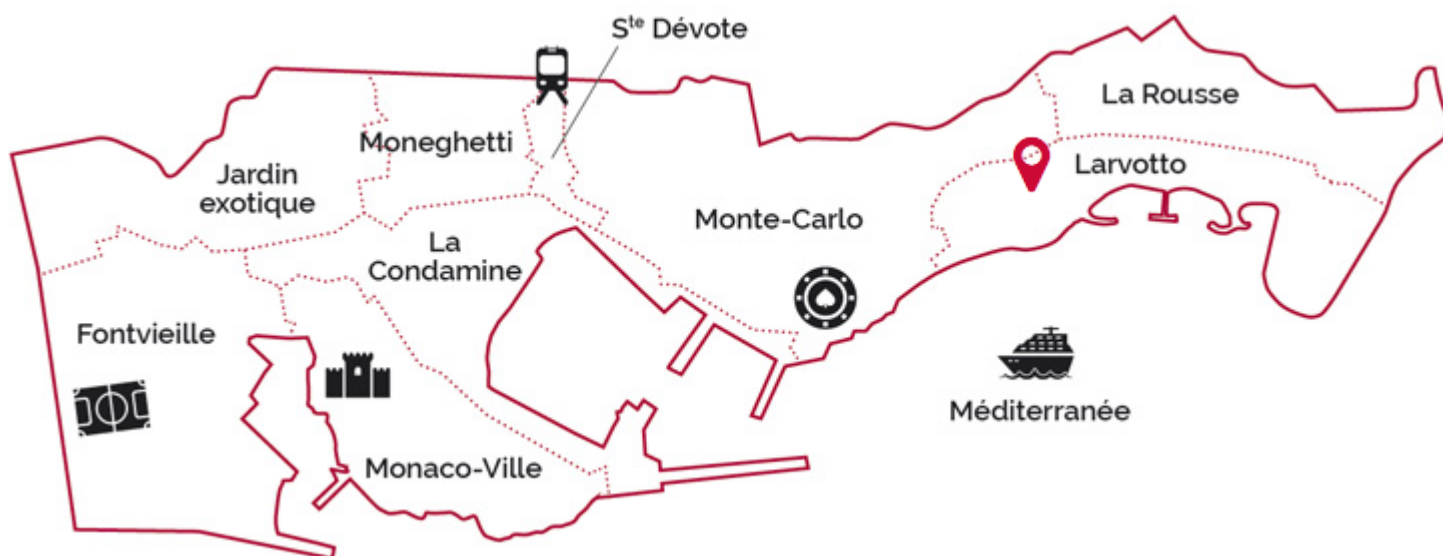 Sᵗᵉ Dévote
La Rousse
Moneghetti
Larvotto
Jardin
exotique
Monte-Carlo
La
Condamine
Fontvieille
Méditerranée
Monaco-Ville